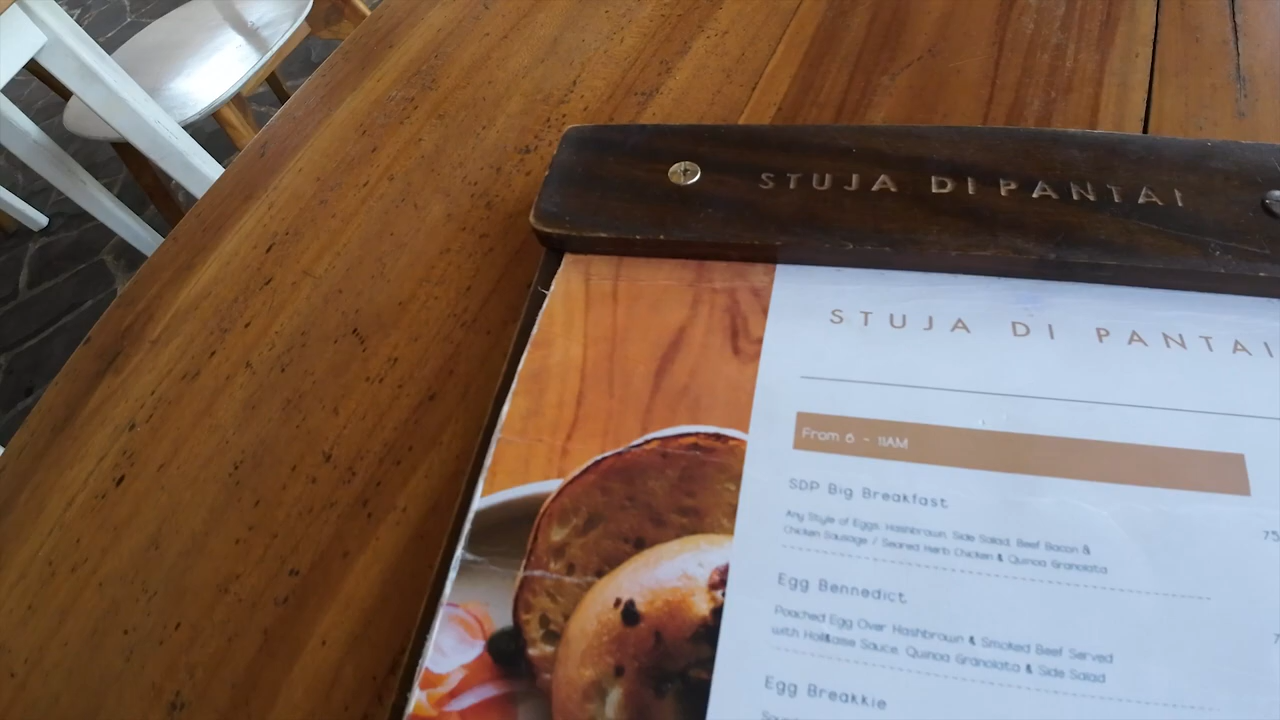 STUJA DI PANTAI
STUJA DI PANTAI
From 6 - 11AM
SDP Big Breakfast
Any Style of Eggs, Hashbrown, Side Salad, Beef Bacon &
Chicken Sausage / Seared Herb Chicken & Quinoa Granolata
Egg Bennedict
Poached Egg Over Hashbrown & Smoked Beef Served
with Hollaise Sauce, Quinoa Granolata & Side Salad
Egg Breakkie